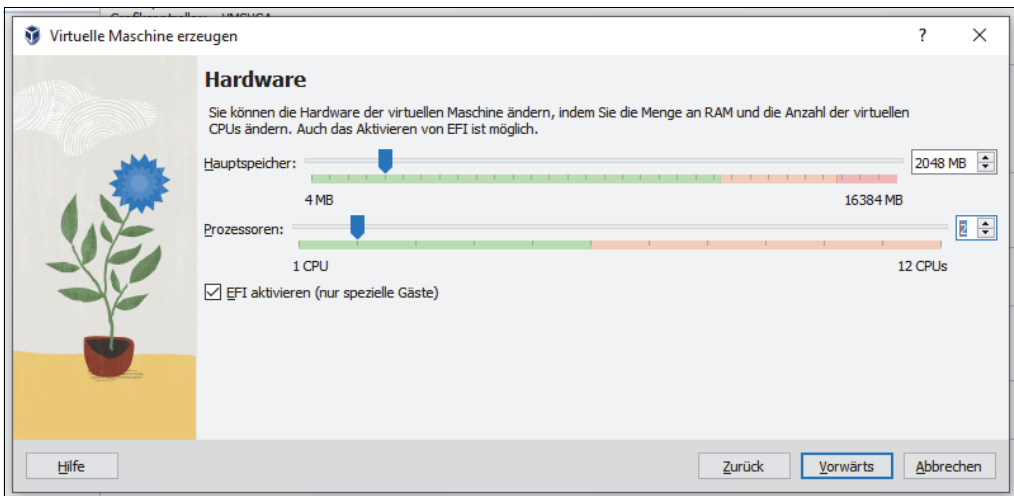 Virtuelle Maschine erzeugen ?
Hardware
Sie können die Hardware der virtuellen Maschine ändern, indem Sie die Menge an RAM und die Anzahl der virtuellen
CPUs ändern. Auch das Aktivieren von EFI ist möglich.
Hauptspeicher: 2048 MB
4 MB 16384 MB
Prozessoren: 2
1 CPU 12 CPUs
EFI aktivieren (nur spezielle Gäste)
Hilfe Zurück Vorwärts Abbrechen